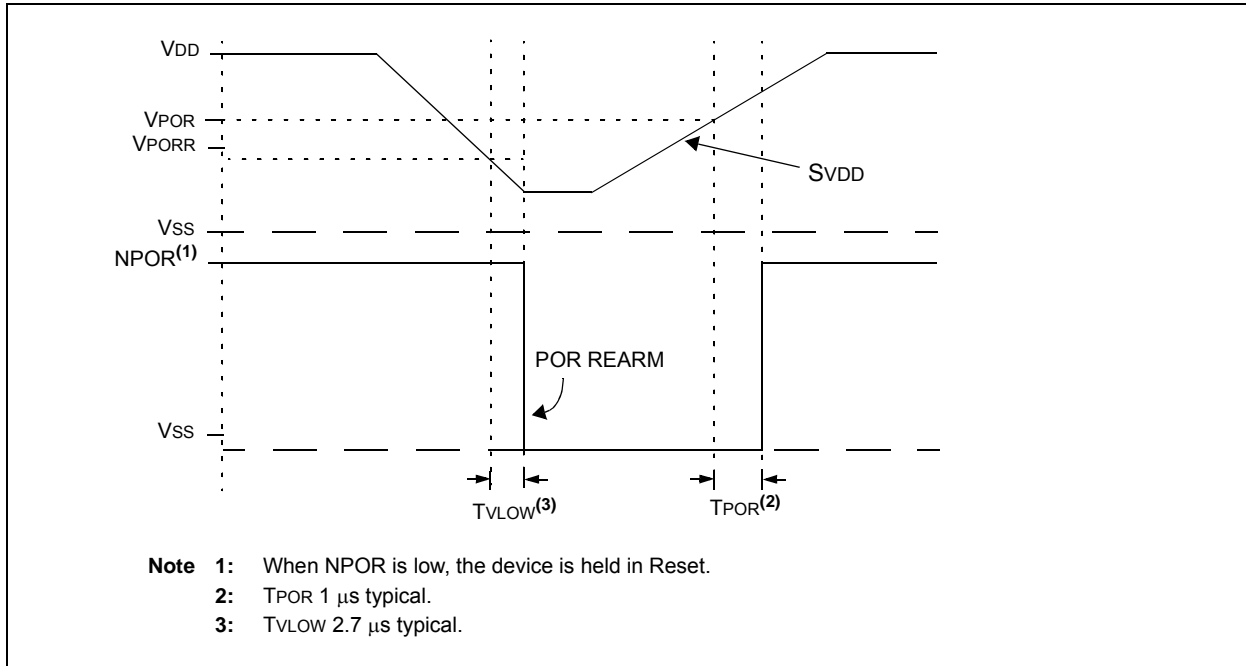 VDD
VPOR
VPORR
SVDD
VSS
NPOR(1)
POR REARM
VSS
TVLOW(3)
TPOR(2)
Note 1: When NPOR is low, the device is held in Reset.
2: TPOR 1 μs typical.
3: TVLOW 2.7 μs typical.